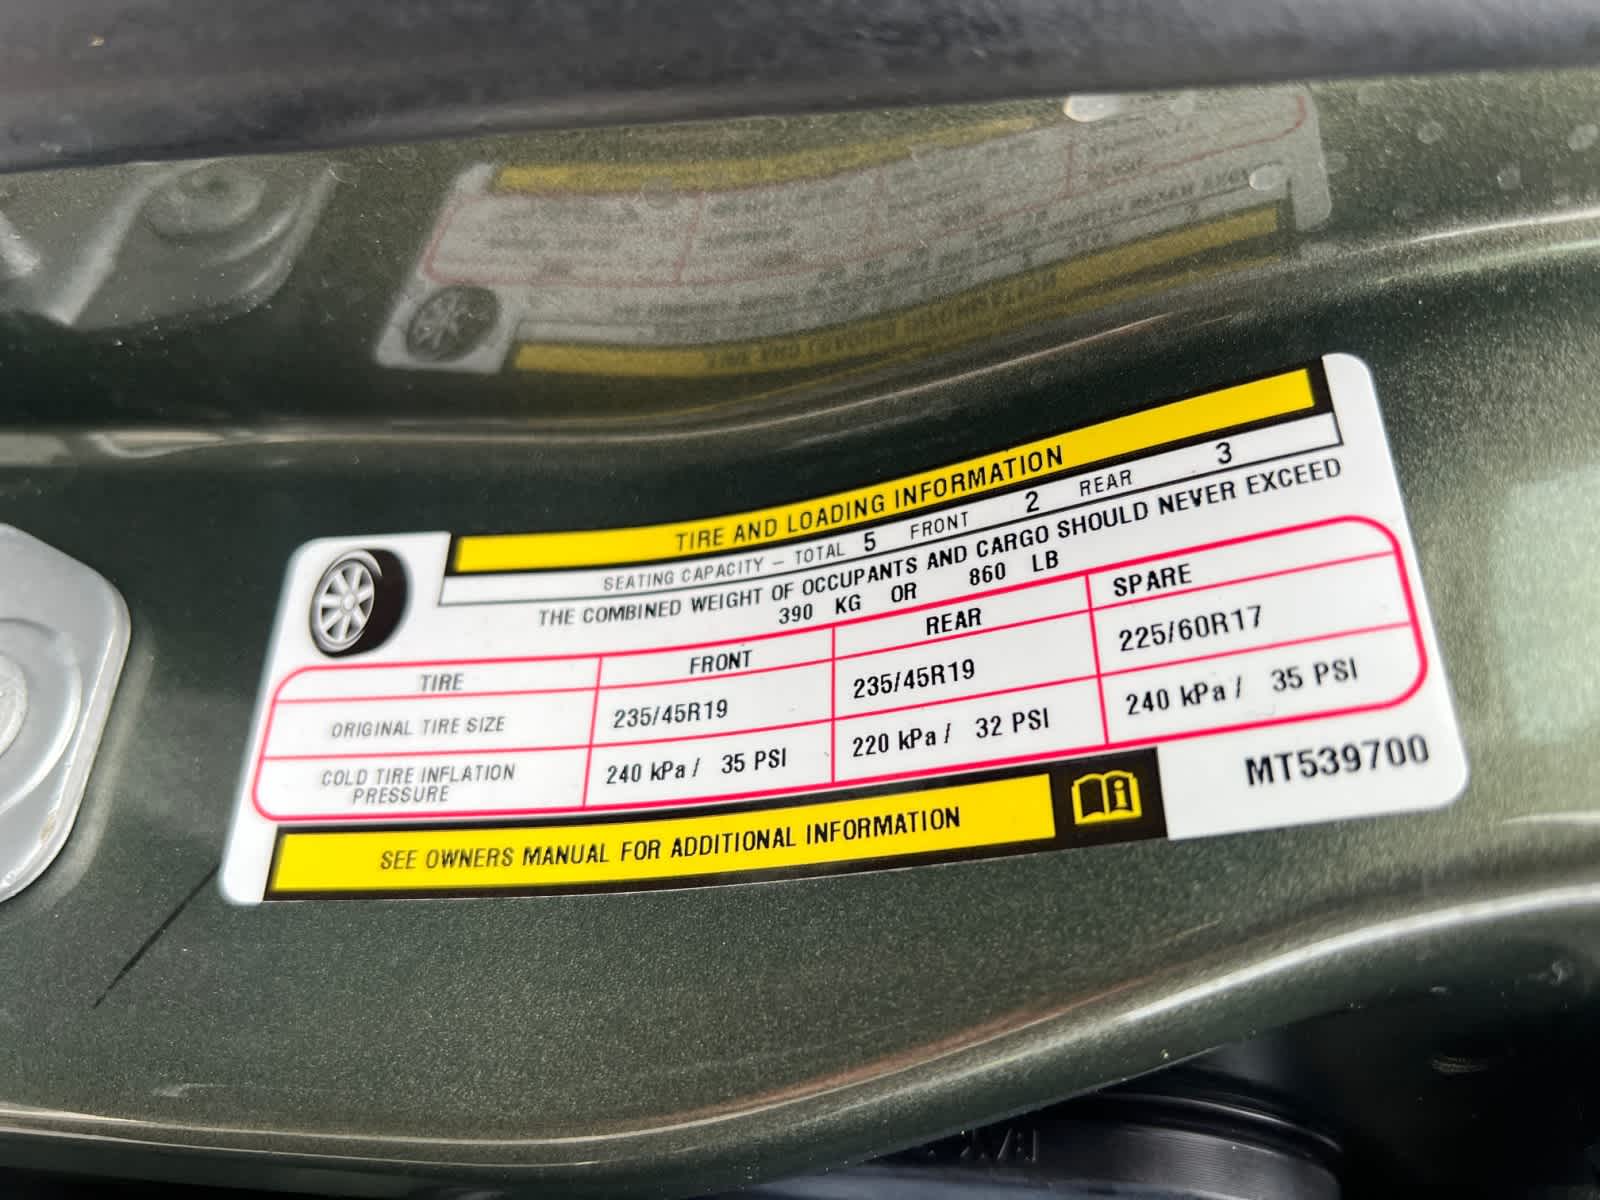 TIRE AND LOADING INFORMATION
SEATING CAPACITY – TOTAL 5 FRONT 2 REAR 3
THE COMBINED WEIGHT OF OCCUPANTS AND CARGO SHOULD NEVER EXCEED
390 KG OR 860 LB
TIRE FRONT REAR SPARE
ORIGINAL TIRE SIZE 235/45R19 235/45R19 225/60R17
COLD TIRE INFLATION
PRESSURE 240 kPa / 35 PSI 220 kPa / 32 PSI 240 kPa / 35 PSI
SEE OWNERS MANUAL FOR ADDITIONAL INFORMATION
MT539700